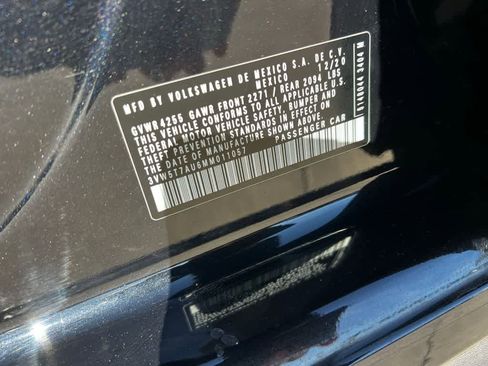 MFG BY VOLKSWAGEN DE MEXICO S.A. DE C.V.
MEXICO 12/20
GVWR 4255 GAWR FRONT 2271 / REAR 2094 LBS
THIS VEHICLE CONFORMS TO ALL APPLICABLE U.S.
FEDERAL MOTOR VEHICLE SAFETY, BUMPER AND
THEFT PREVENTION STANDARDS IN EFFECT ON
THE DATE OF MANUFACTURE SHOWN ABOVE.
3VW5T7AU6MM011057 PASSENGER CAR